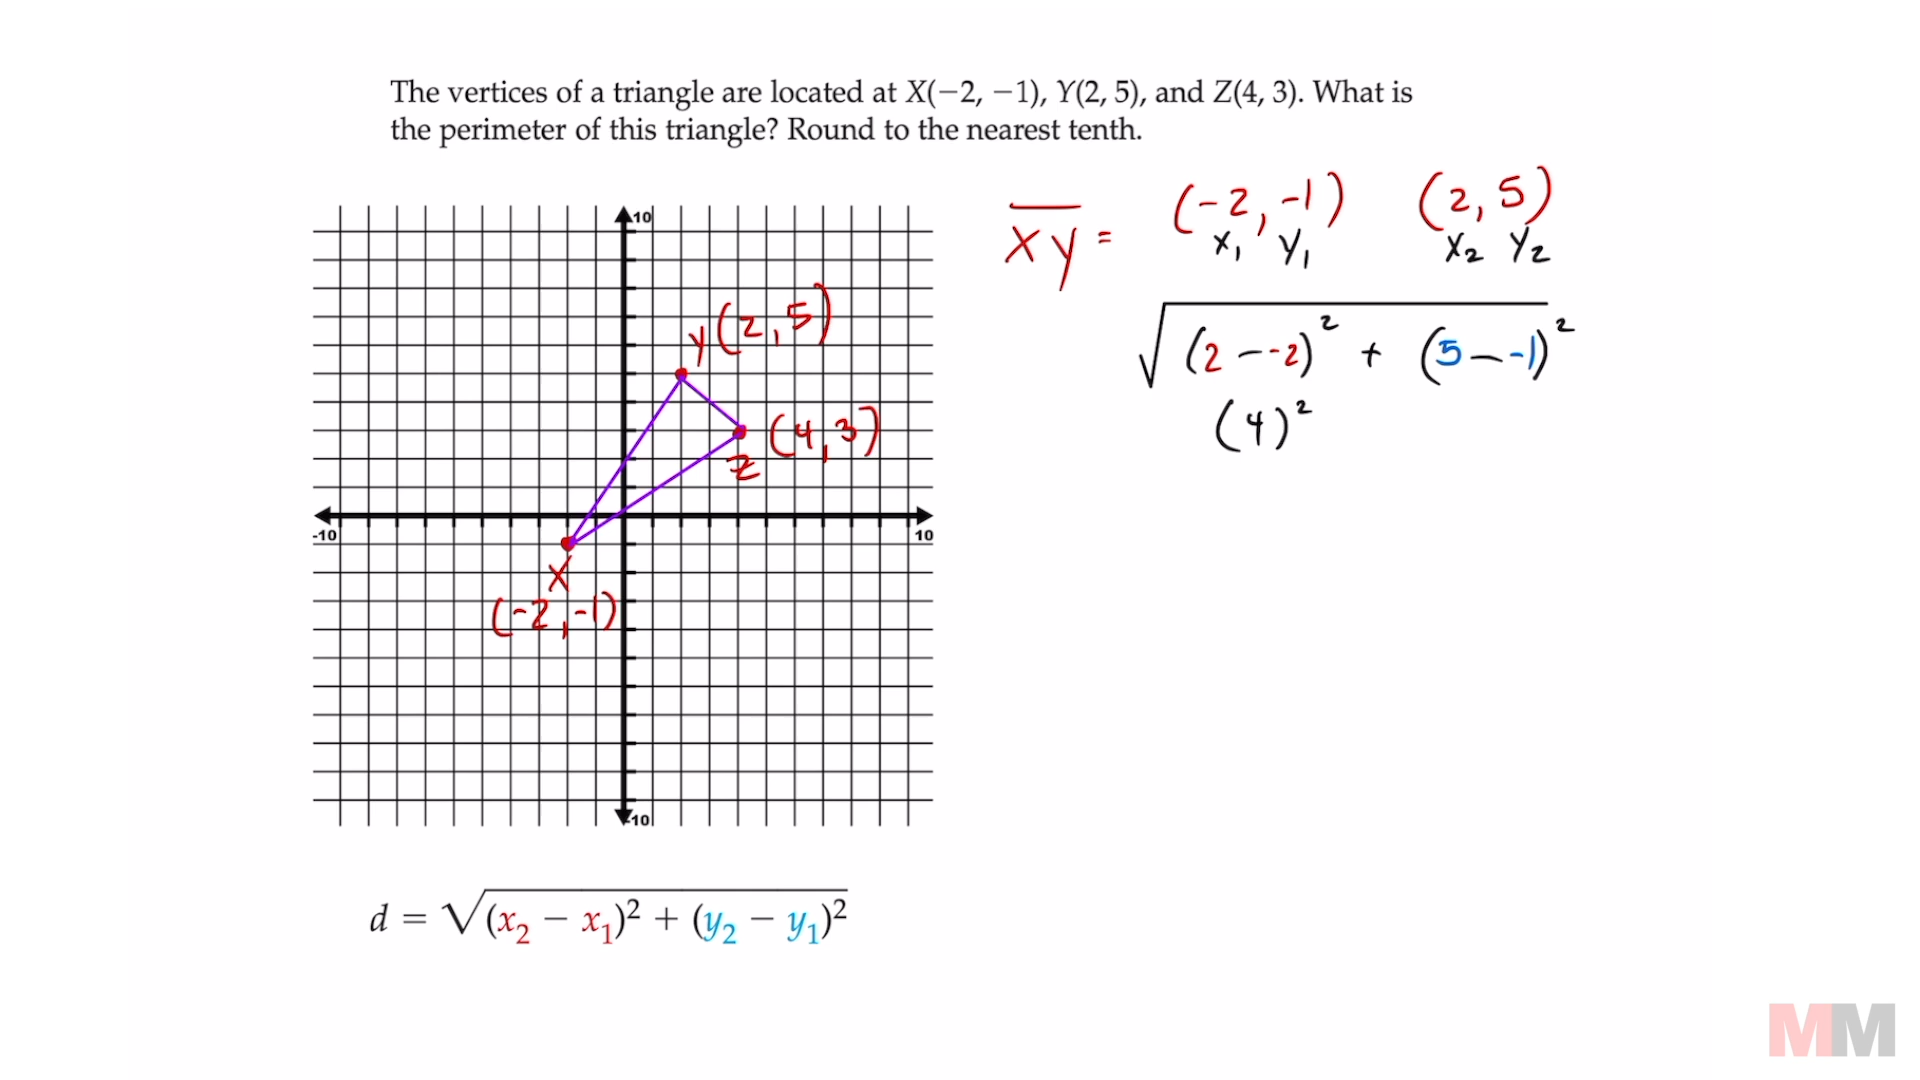 The vertices of a triangle are located at X(−2, −1), Y(2, 5), and Z(4, 3). What is
the perimeter of this triangle? Round to the nearest tenth.
XY = (-2, -1) (2, 5)
x₁ y₁ x₂ y₂
√(2 - -2)² + (5 - -1)²
(4)²
10
Y (2, 5)
(4, 3)
Z
-10
10
X
(-2, -1)
-10
d = √(x₂ − x₁)² + (y₂ − y₁)²
MM